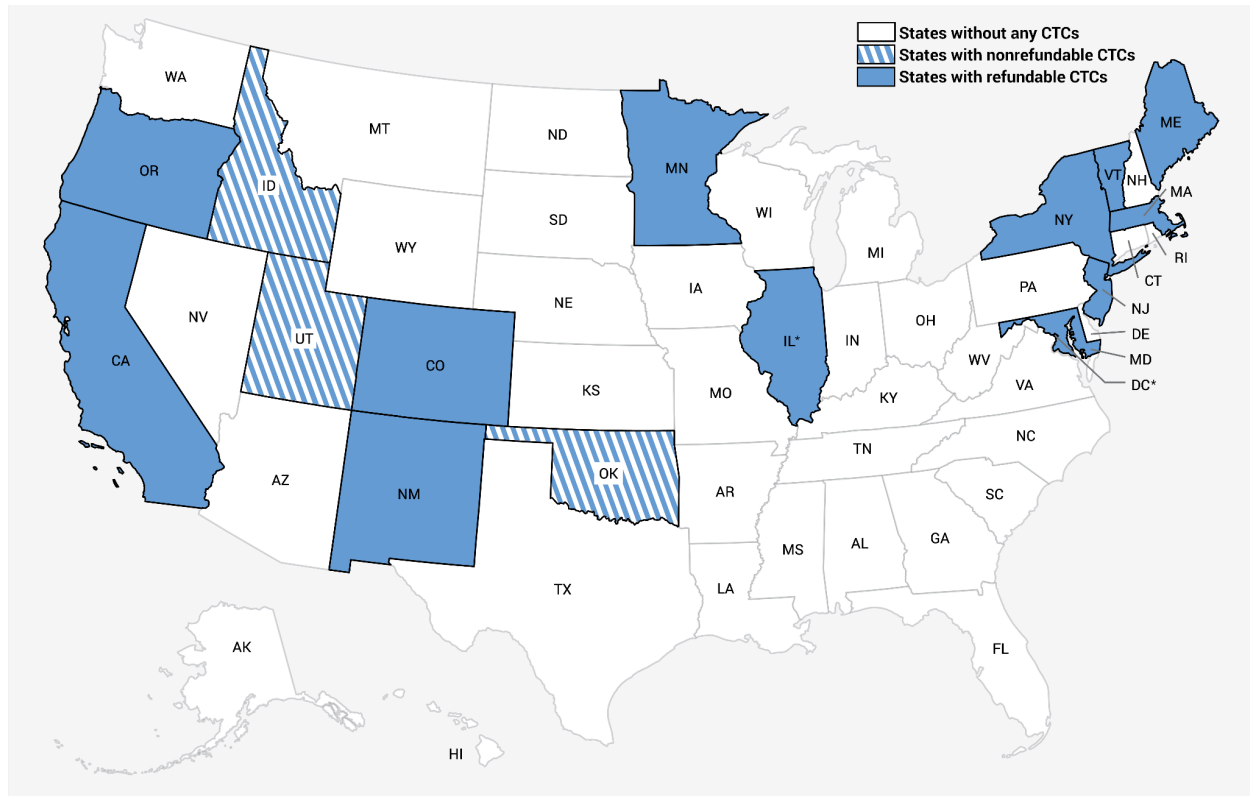 States without any CTCs
States with nonrefundable CTCs
States with refundable CTCs
WA
MT
ND
MN
ME
OR
ID
VT
NH
MA
WI
NY
SD
WY
MI
RI
CT
IA
PA
NE
NJ
NV
OH
DE
UT
IL*
IN
MD
CA
CO
WV
DC*
VA
KS
MO
KY
NC
TN
AZ
OK
NM
AR
SC
MS
AL
GA
TX
LA
AK
FL
HI